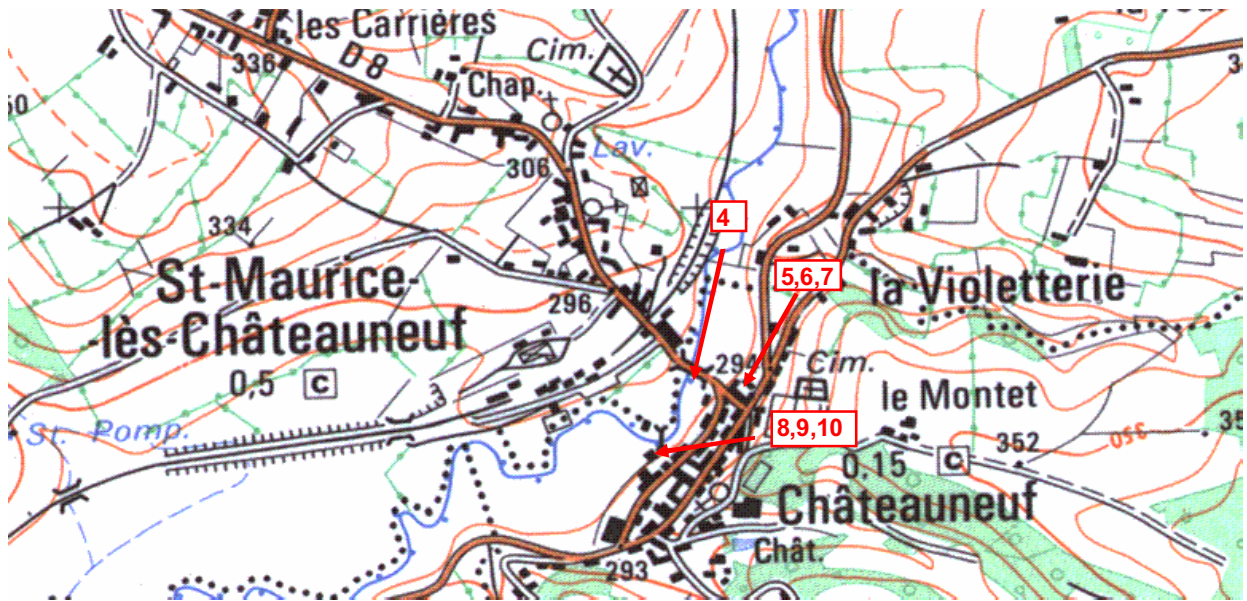 les Carrières
D 8
336
Cim.
Chap.
50
Lav.
306
334
4
St-Maurice-
-lès-Châteauneuf
296
5,6,7
la Violetterie
0,5
C
294
Cim.
le Montet
St. Pomp.
8,9,10
352
350
35
0,15
C
Châteauneuf
Chât.
293